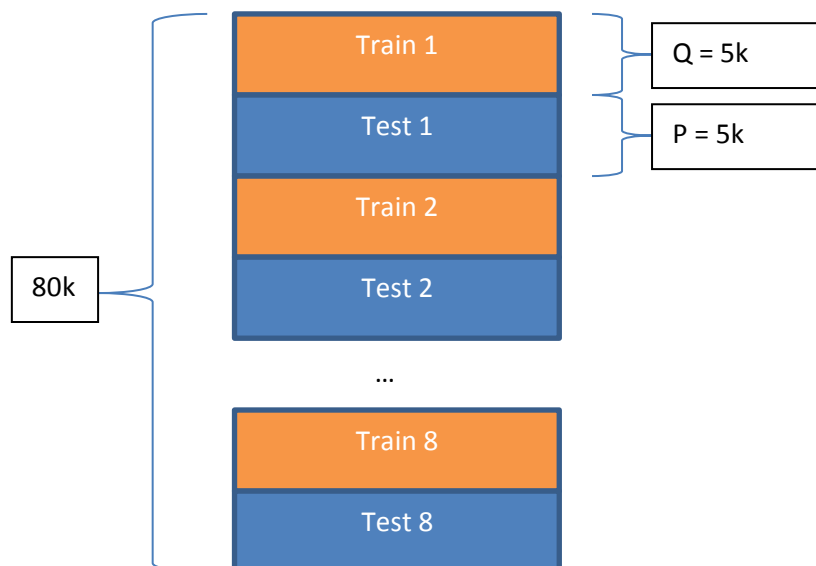 Train 1
Q = 5k
Test 1
P = 5k
Train 2
Test 2
80k
...
Train 8
Test 8